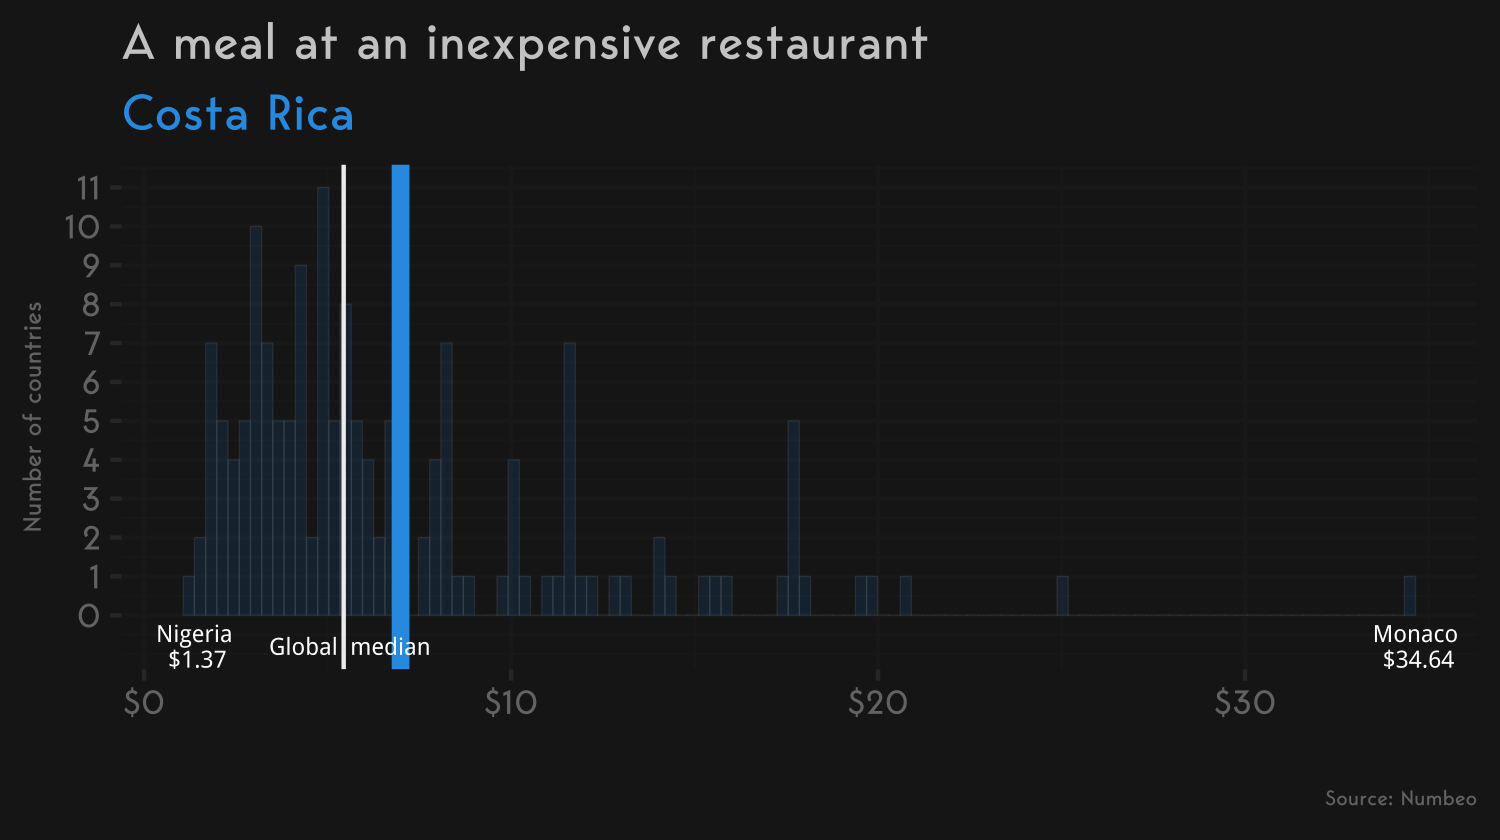 A meal at an inexpensive restaurant
Costa Rica
Number of countries
11
10
9
8
7
6
5
4
3
2
1
0
Nigeria
$1.37
Global median
Monaco
$34.64
$0 $10 $20 $30
Source: Numbeo